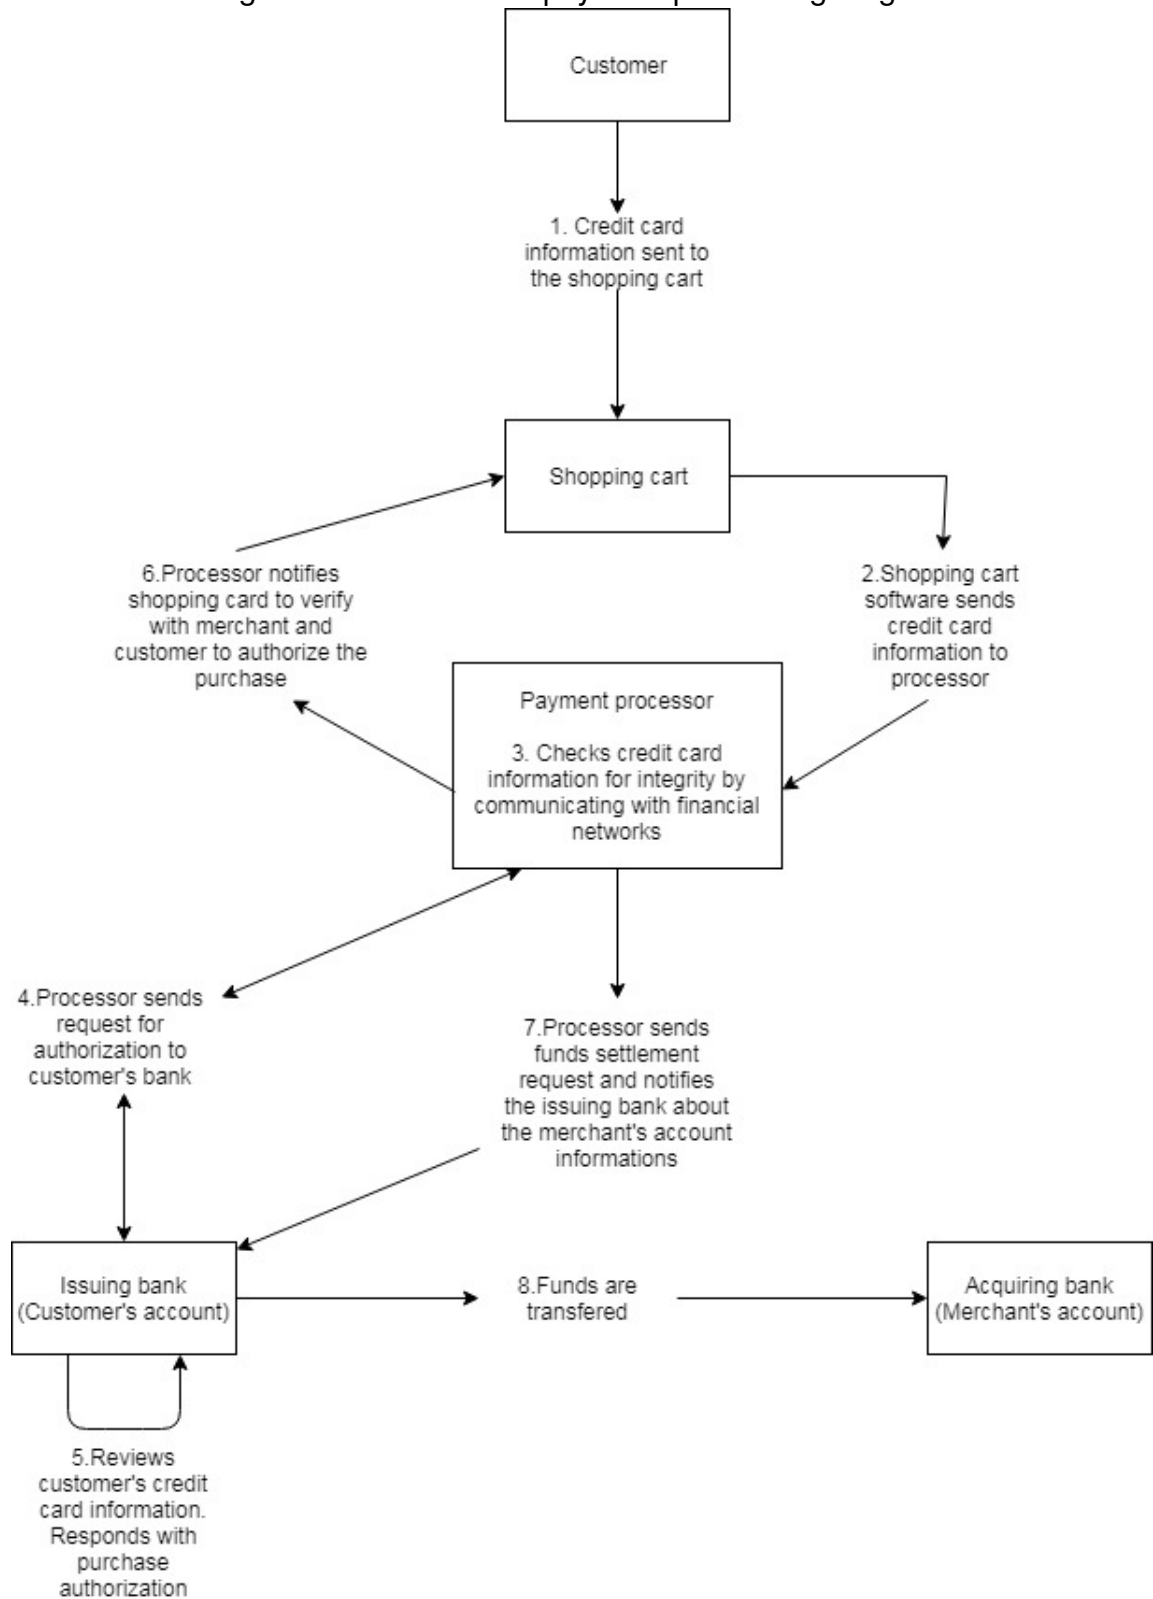 Customer
1. Credit card
information sent to
the shopping cart
Shopping cart
6.Processor notifies
shopping card to verify
with merchant and
customer to authorize the
purchase
2.Shopping cart
software sends
credit card
information to
processor
Payment processor
3. Checks credit card
information for integrity by
communicating with financial
networks
4.Processor sends
request for
authorization to
customer's bank
7.Processor sends
funds settlement
request and notifies
the issuing bank about
the merchant's account
informations
Issuing bank
(Customer's account)
8.Funds are
transfered
Acquiring bank
(Merchant's account)
5.Reviews
customer's credit
card information.
Responds with
purchase
authorization